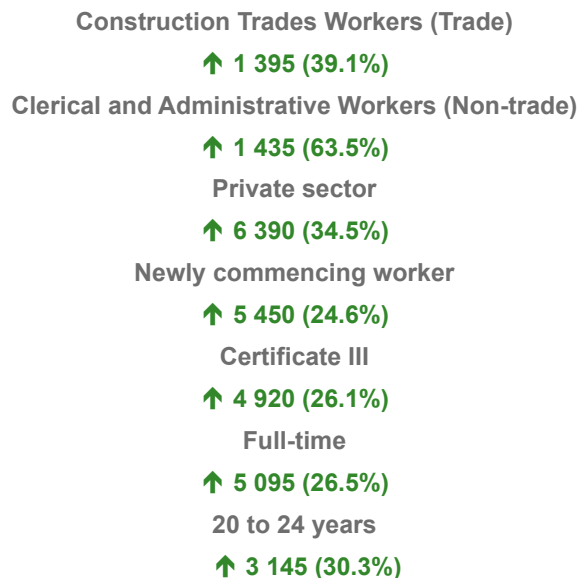 Construction Trades Workers (Trade)
↑ 1 395 (39.1%)
Clerical and Administrative Workers (Non-trade)
↑ 1 435 (63.5%)
Private sector
↑ 6 390 (34.5%)
Newly commencing worker
↑ 5 450 (24.6%)
Certificate III
↑ 4 920 (26.1%)
Full-time
↑ 5 095 (26.5%)
20 to 24 years
↑ 3 145 (30.3%)